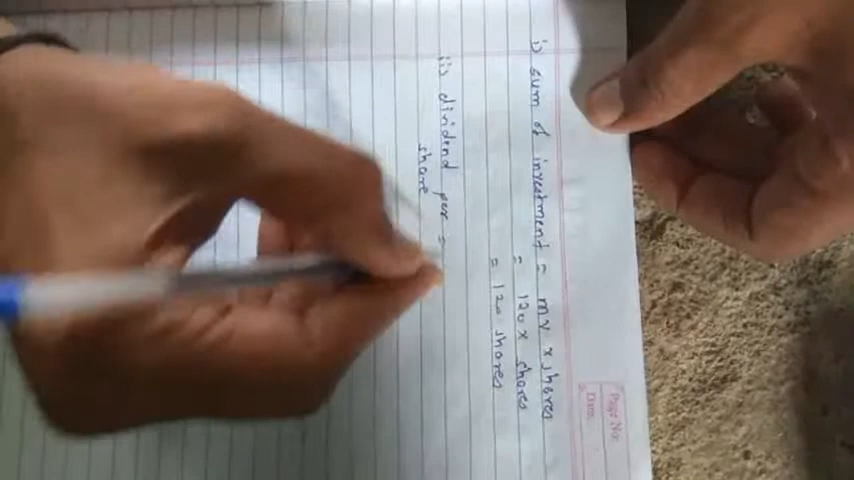 Page No:
Date:
i) sum of investment = mv x shares
= 120 x shares
= 120 shares
ii) dividend per =
share